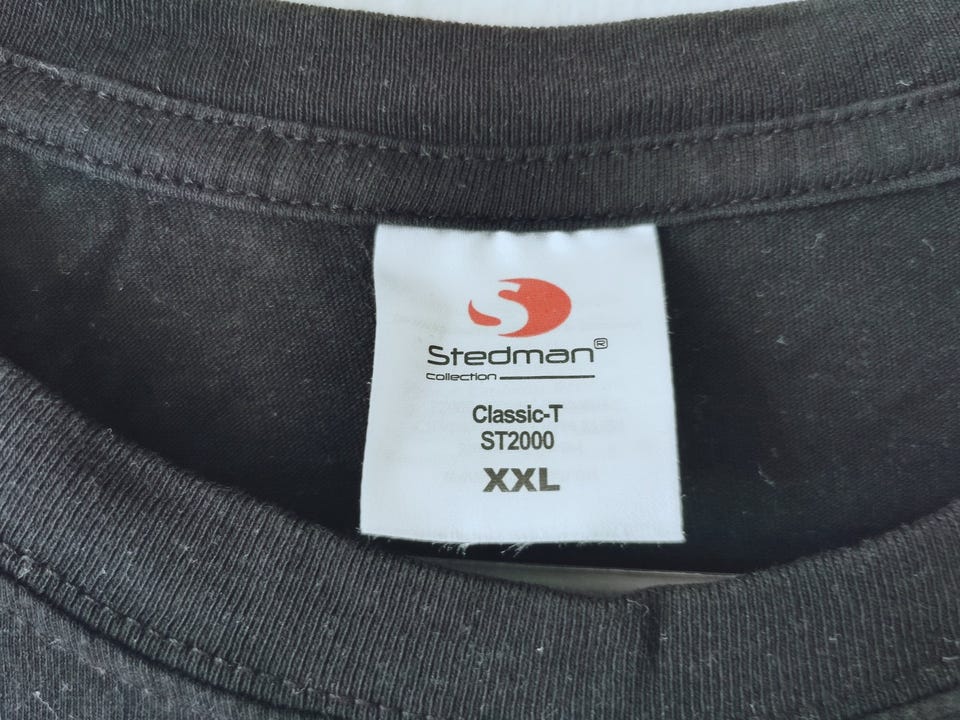 S
Stedman®
collection
Classic-T
ST2000
XXL